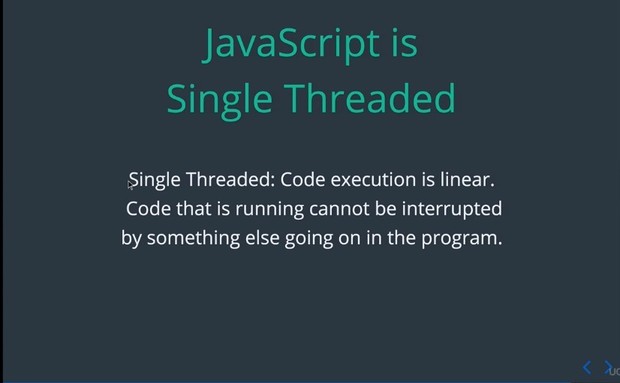 JavaScript is
Single Threaded
Single Threaded: Code execution is linear.
Code that is running cannot be interrupted
by something else going on in the program.